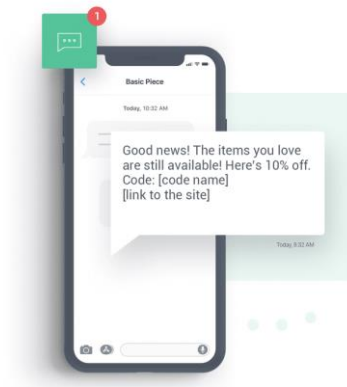 1
Basic Piece
Today, 10:32 AM
Good news! The items you love
are still available! Here's 10% off.
Code: [code name]
[link to the site]
Today, 8:32 AM